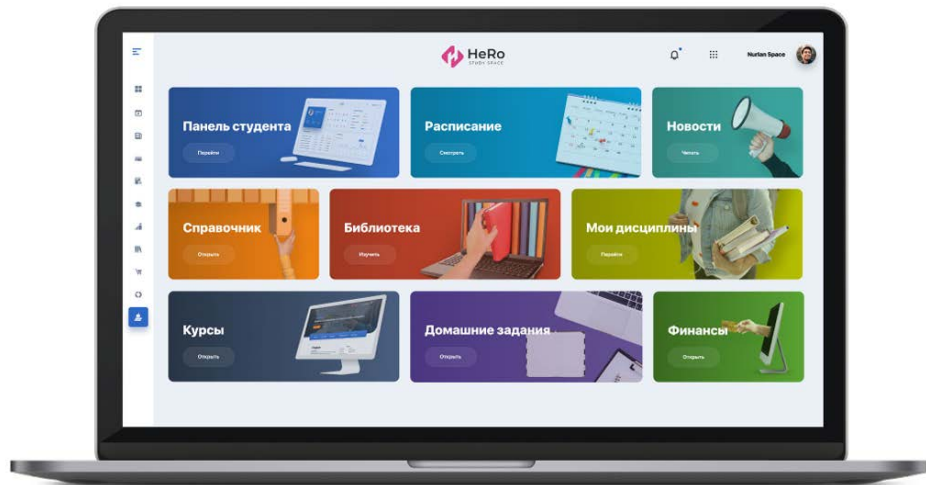 HeRo
STUDY SPACE
Nurlan Space
Панель студента
Перейти
Расписание
Смотреть
Новости
Читать
Справочник
Открыть
Библиотека
Изучить
Мои дисциплины
Перейти
Курсы
Открыть
Домашние задания
Открыть
Финансы
Открыть